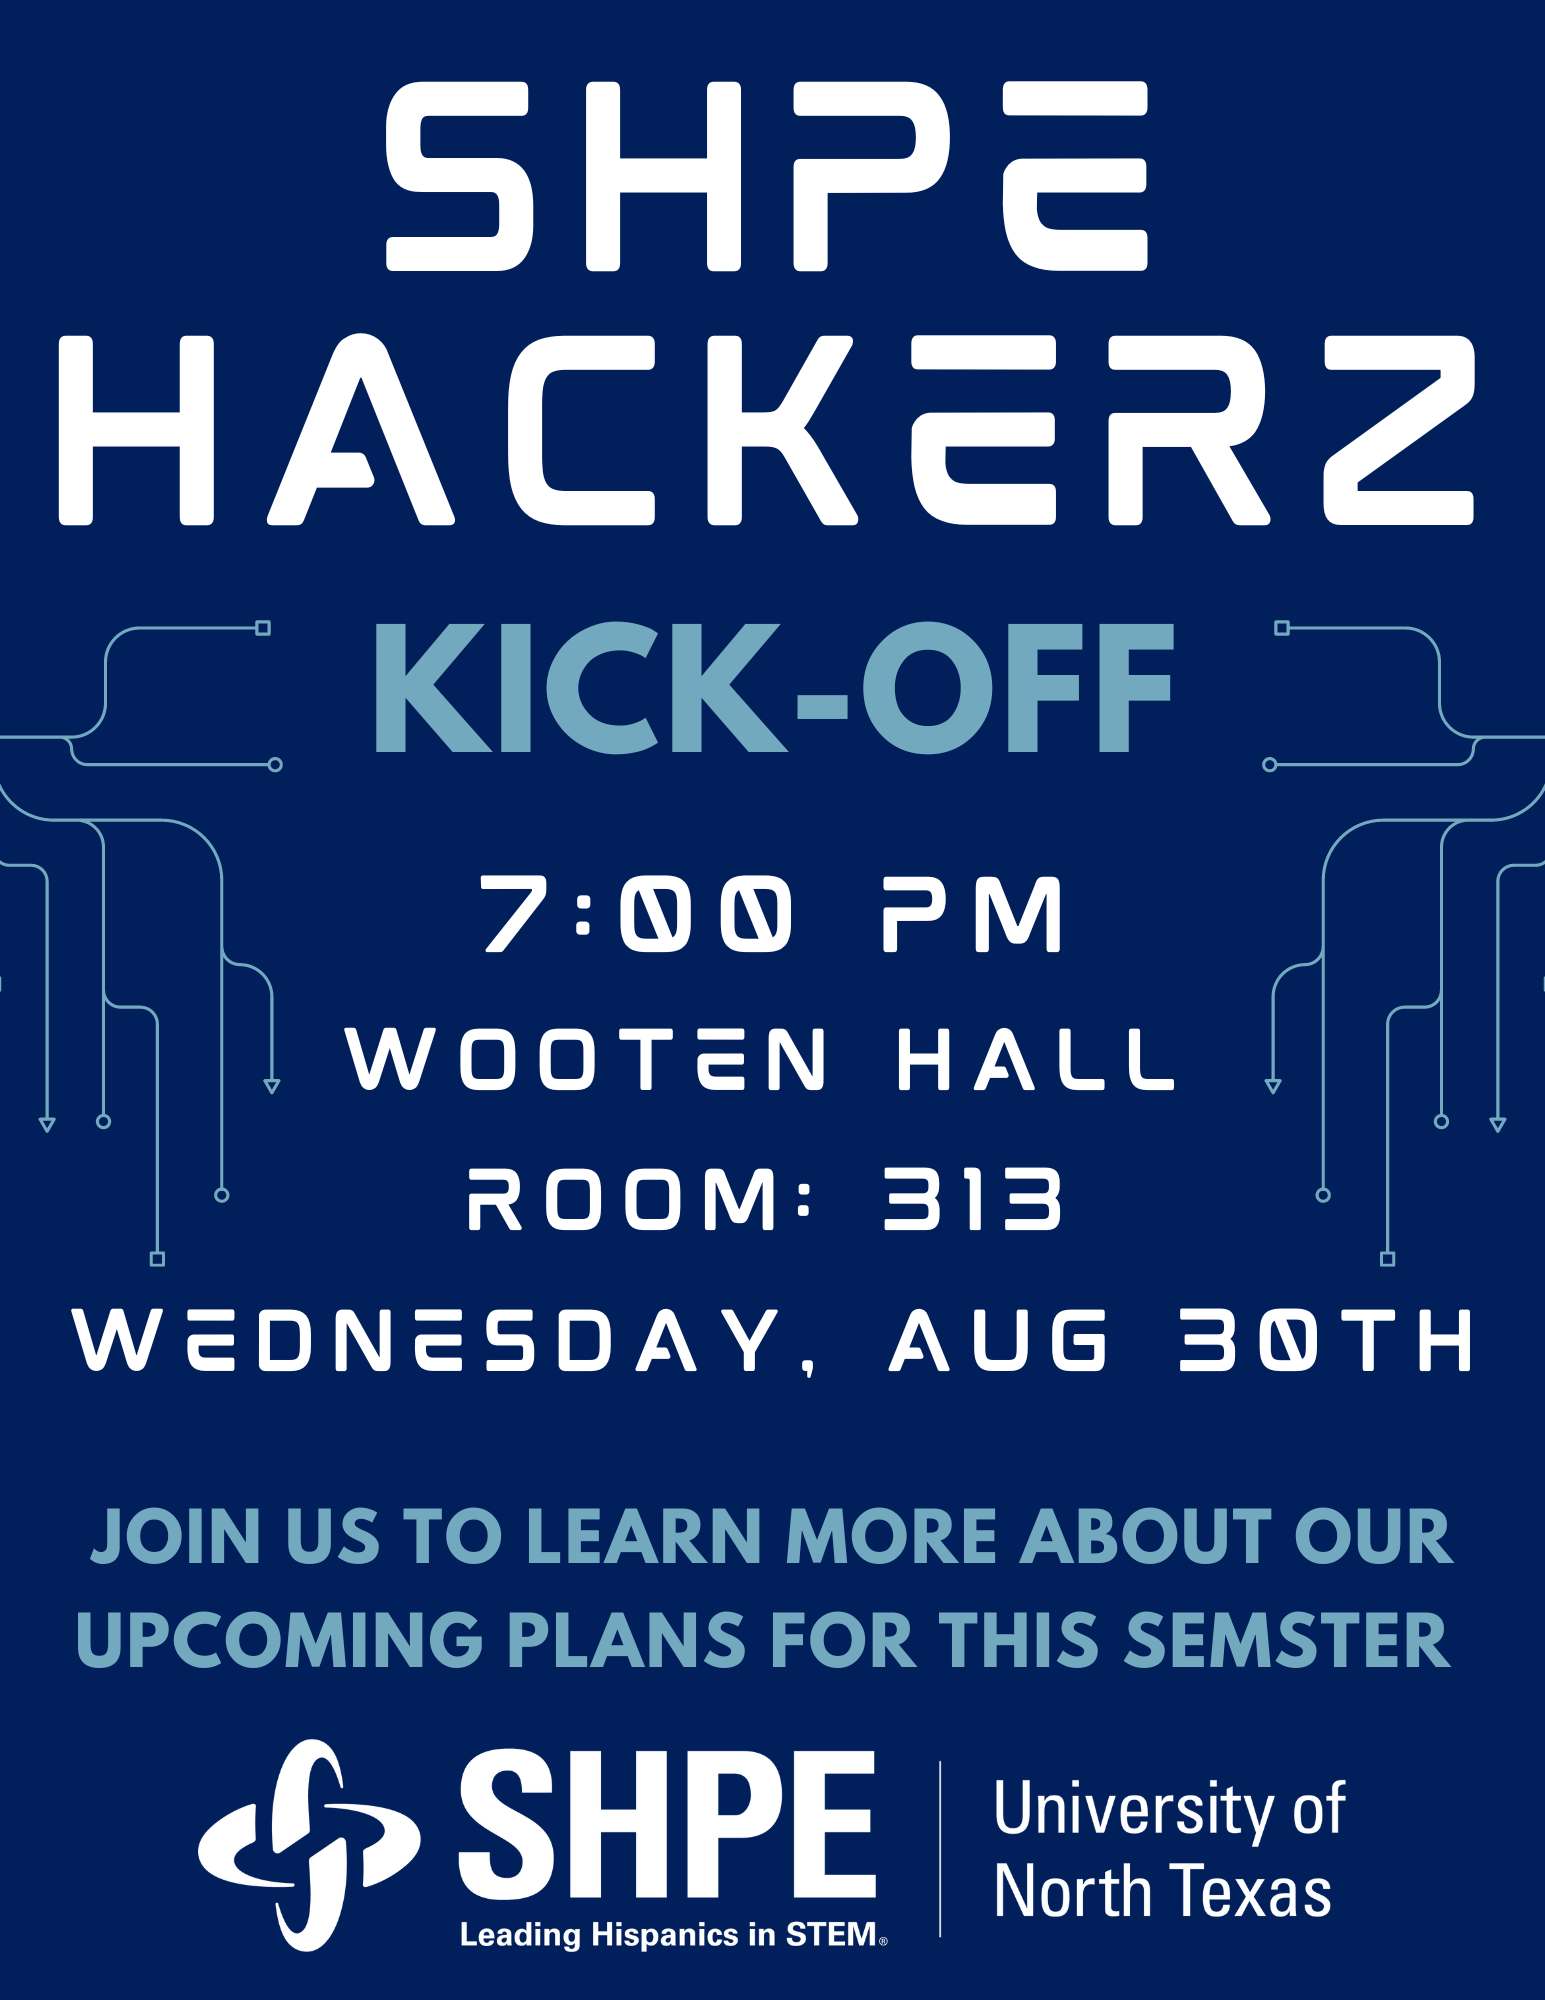 SHPE
HACKERZ
KICK-OFF
7:00 PM
WOOTEN HALL
ROOM: 313
WEDNESDAY, AUG 30TH
JOIN US TO LEARN MORE ABOUT OUR
UPCOMING PLANS FOR THIS SEMSTER
SHPE
Leading Hispanics in STEM®
University of
North Texas